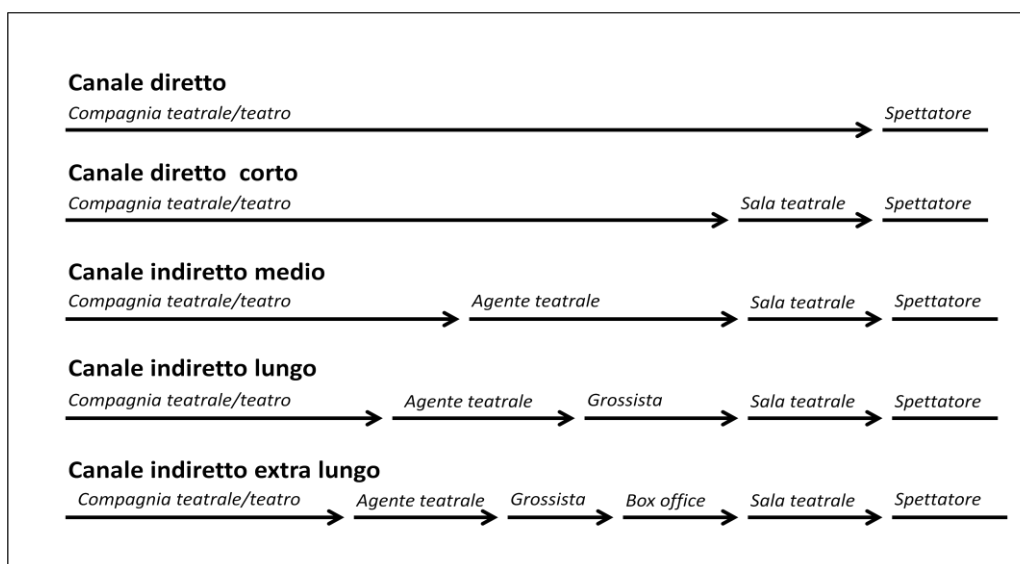 Canale diretto
Compagnia teatrale/teatro Spettatore
Canale diretto corto
Compagnia teatrale/teatro Sala teatrale Spettatore
Canale indiretto medio
Compagnia teatrale/teatro Agente teatrale Sala teatrale Spettatore
Canale indiretto lungo
Compagnia teatrale/teatro Agente teatrale Grossista Sala teatrale Spettatore
Canale indiretto extra lungo
Compagnia teatrale/teatro Agente teatrale Grossista Box office Sala teatrale Spettatore